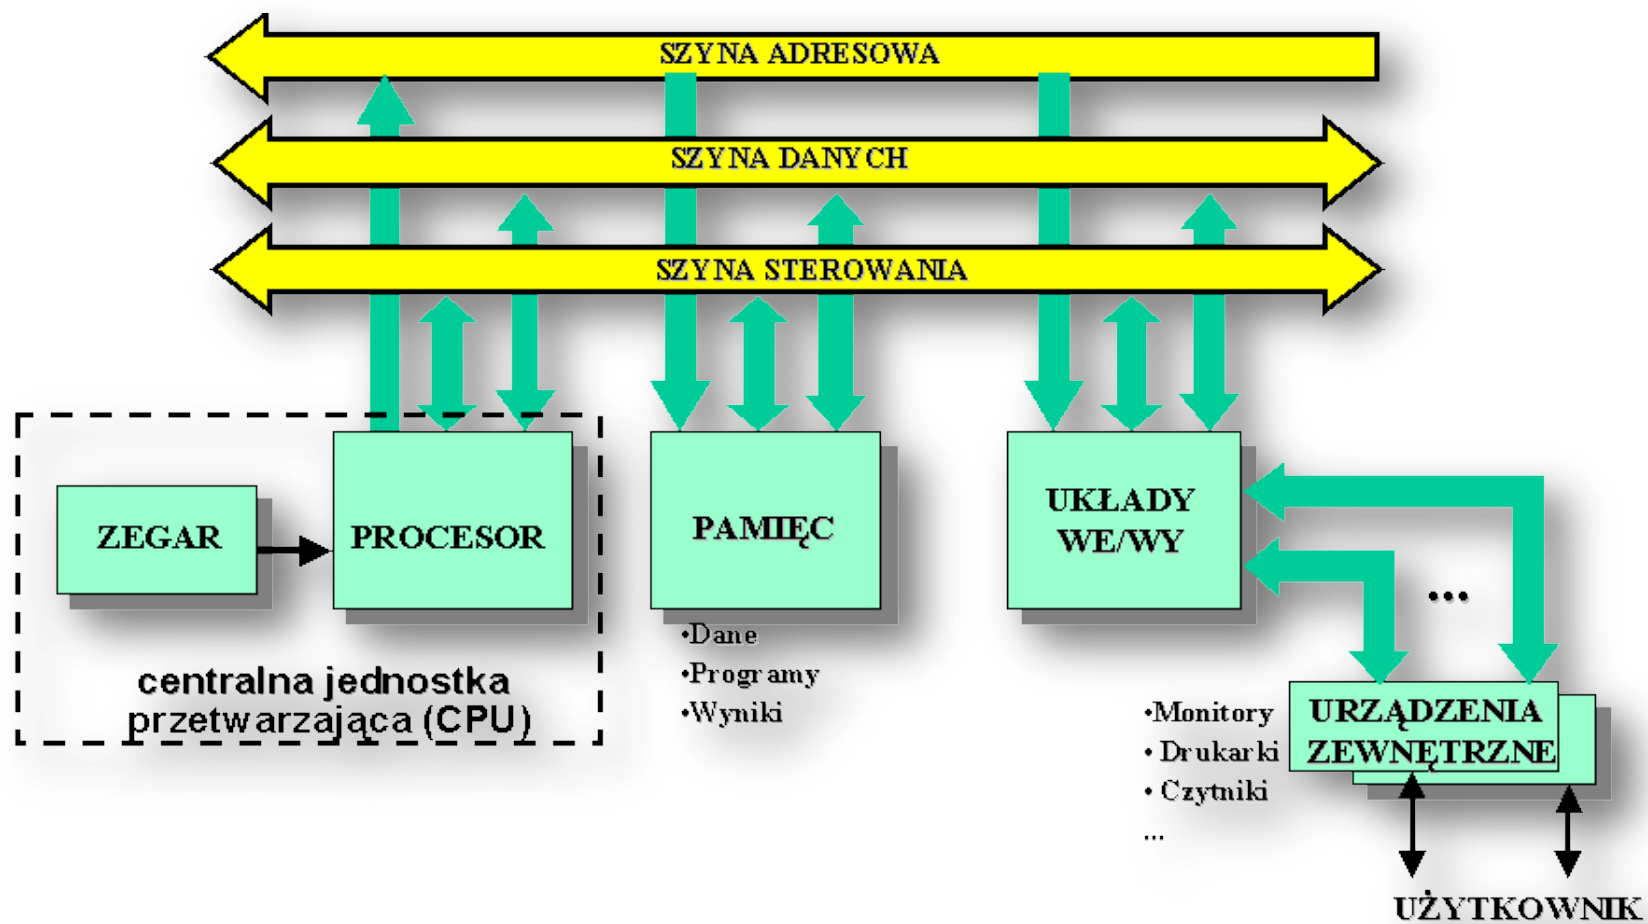 SZYNA ADRESOWA
SZYNA DANYCH
SZYNA STEROWANIA
ZEGAR
PROCESOR
centralna jednostka
przetwarzająca (CPU)
PAMIĘC
•Dane
•Programy
•Wyniki
UKŁADY
WE/WY
...
•Monitory
• Drukarki
• Czytniki
...
URZĄDZENIA
ZEWNĘTRZNE
UŻYTKOWNIK